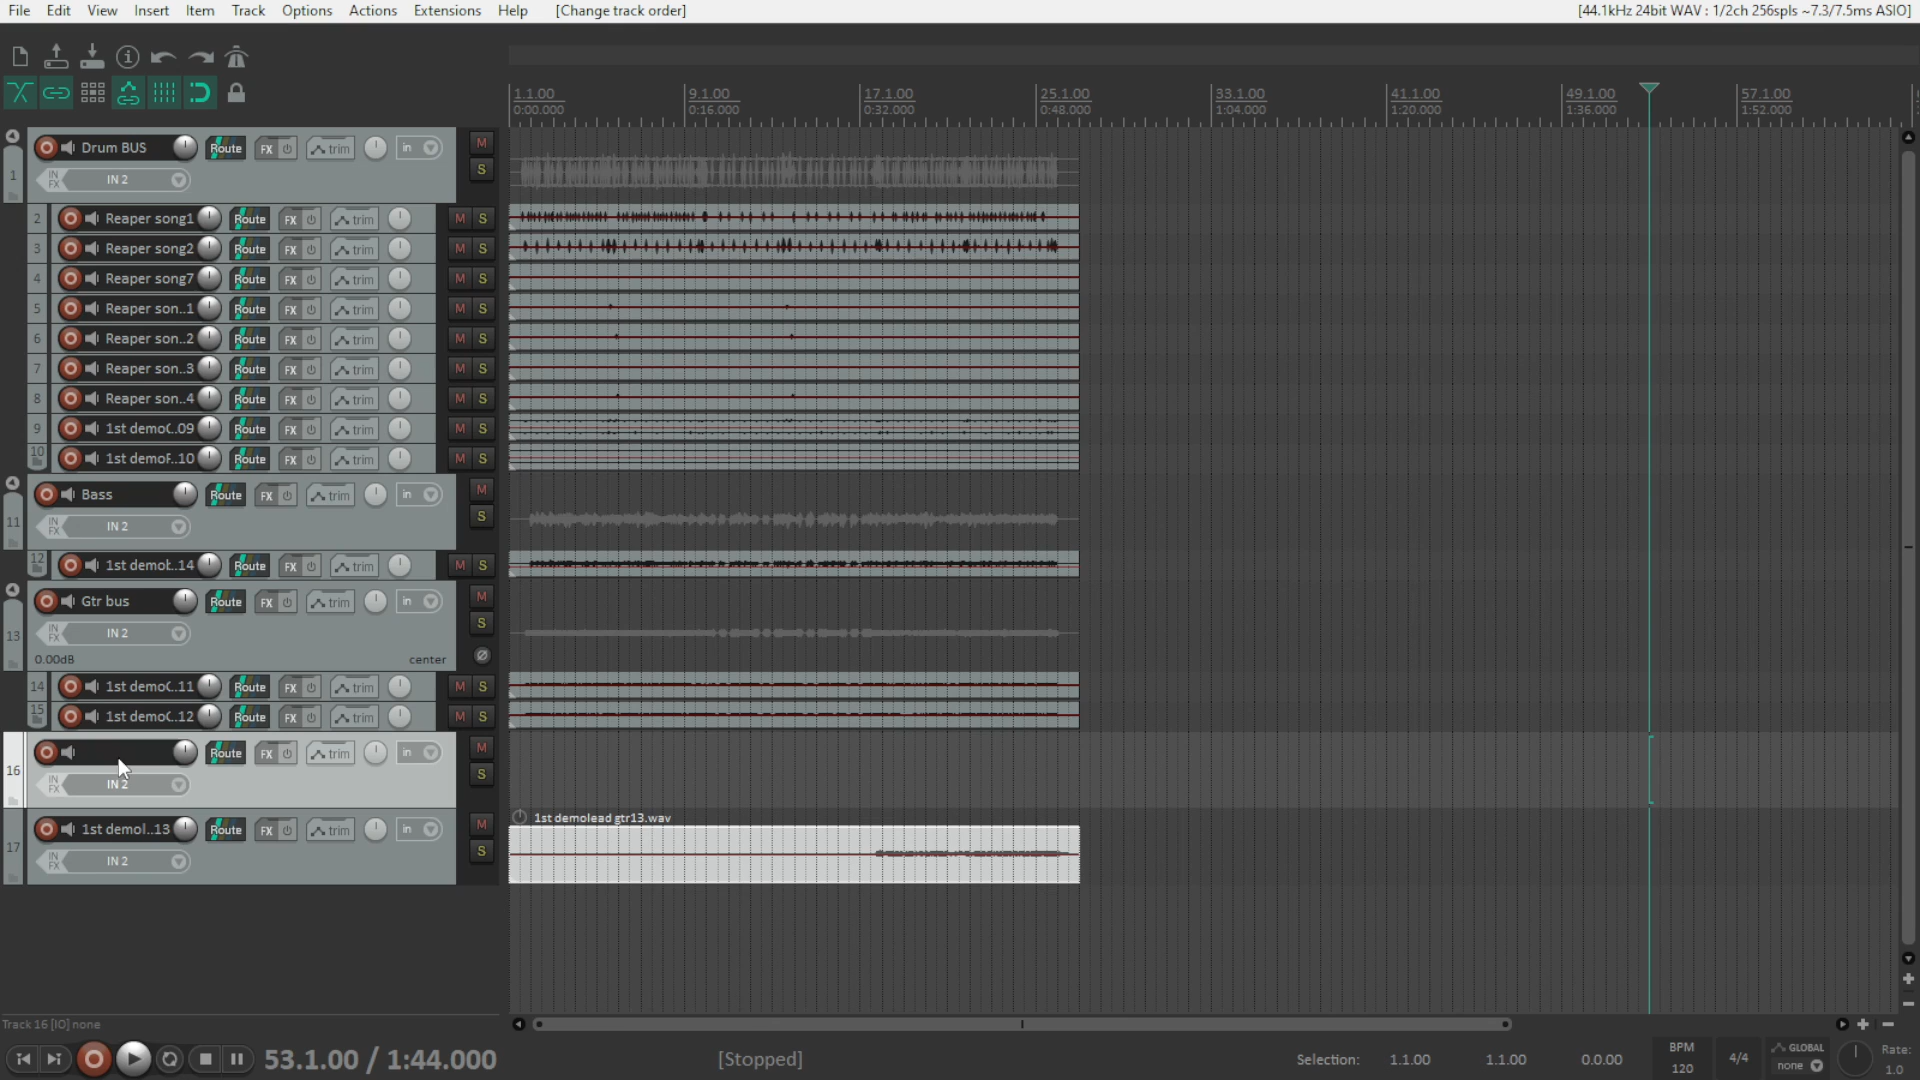 File Edit View Insert Item Track Options Actions Extensions Help [Change track order] [44.1kHz 24bit WAV : 1/2ch 256spls ~7.3/7.5ms ASIO]
1.1.00 9.1.00 17.1.00 25.1.00 33.1.00 41.1.00 49.1.00 57.1.00
0:00.000 0:16.000 0:32.000 0:48.000 1:04.000 1:20.000 1:36.000 1:52.000
1 Drum BUS Route FX trim in M
IN FX IN 2 S
2 Reaper song1 Route FX trim M S
3 Reaper song2 Route FX trim M S
4 Reaper song7 Route FX trim M S
5 Reaper son..1 Route FX trim M S
6 Reaper son..2 Route FX trim M S
7 Reaper son..3 Route FX trim M S
8 Reaper son..4 Route FX trim M S
9 1st demo(..09 Route FX trim M S
10 1st demoF..10 Route FX trim M S
11 Bass Route FX trim in M
IN FX IN 2 S
12 1st demoB..14 Route FX trim M S
13 Gtr bus Route FX trim in M
IN FX IN 2 S
0.00dB center
14 1st demo(..11 Route FX trim M S
15 1st demo(..12 Route FX trim M S
16 Route FX trim in M
IN FX IN 2 S
1st demolead gtr13.wav
17 1st demol..13 Route FX trim in M
IN FX IN 2 S
Track 16 [IO] none
53.1.00 / 1:44.000 [Stopped] Selection: 1.1.00 1.1.00 0.0.00
BPM 120 4/4 GLOBAL none Rate: 1.0